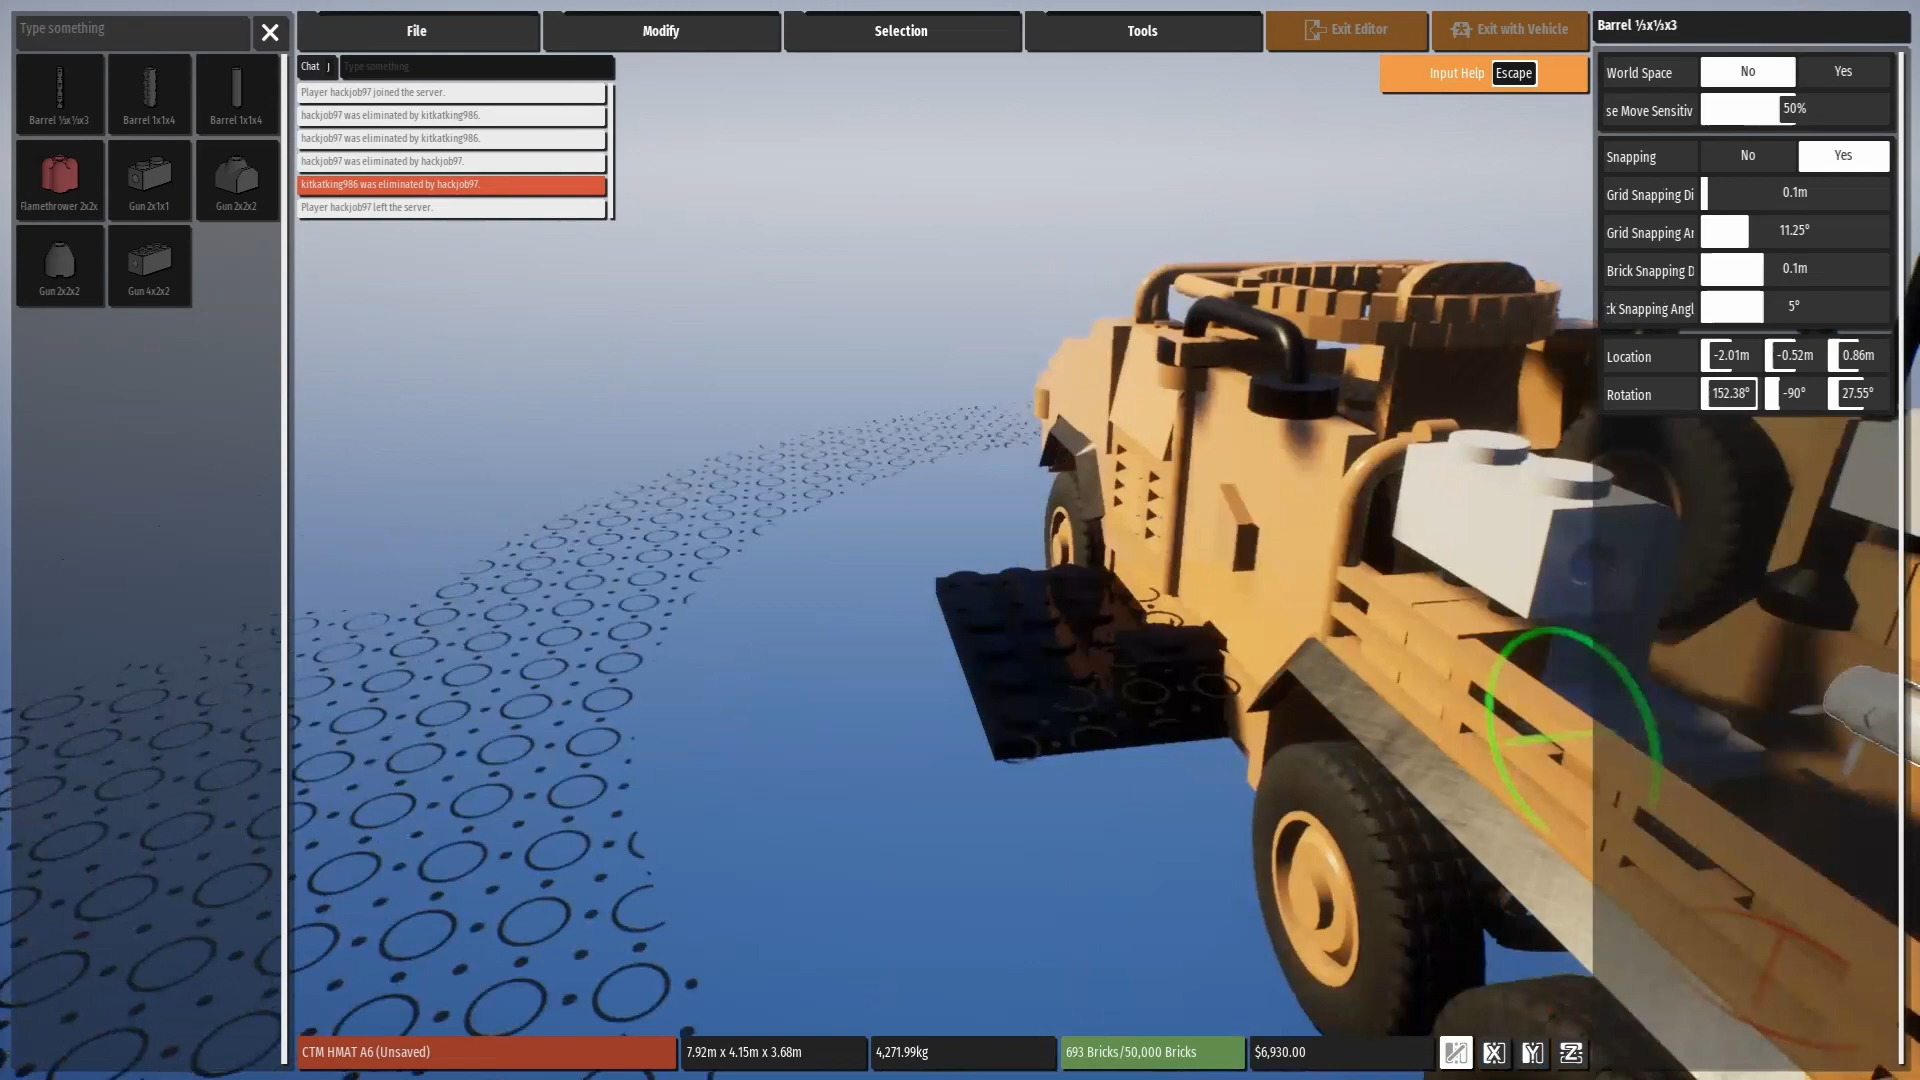 Type something
File
Modify
Selection
Tools
Exit Editor
Exit with Vehicle
Barrel ⅓x⅓x3
Barrel ⅓x⅓x3
Barrel 1x1x4
Barrel 1x1x4
Flamethrower 2x2x
Gun 2x1x1
Gun 2x2x2
Gun 2x2x2
Gun 4x2x2
Chat J
Type something
Player hackjob97 joined the server.
hackjob97 was eliminated by kitkatking986.
hackjob97 was eliminated by kitkatking986.
hackjob97 was eliminated by hackjob97.
kitkatking986 was eliminated by hackjob97.
Player hackjob97 left the server.
Input Help Escape
World Space No Yes
se Move Sensitiv 50%
Snapping No Yes
Grid Snapping Di 0.1m
Grid Snapping Ar 11.25°
Brick Snapping D 0.1m
ck Snapping Angl 5°
Location -2.01m -0.52m 0.86m
Rotation 152.38° -90° 27.55°
CTM HMAT A6 (Unsaved)
7.92m x 4.15m x 3.68m
4,271.99kg
693 Bricks/50,000 Bricks
$6,930.00
X
Y
Z